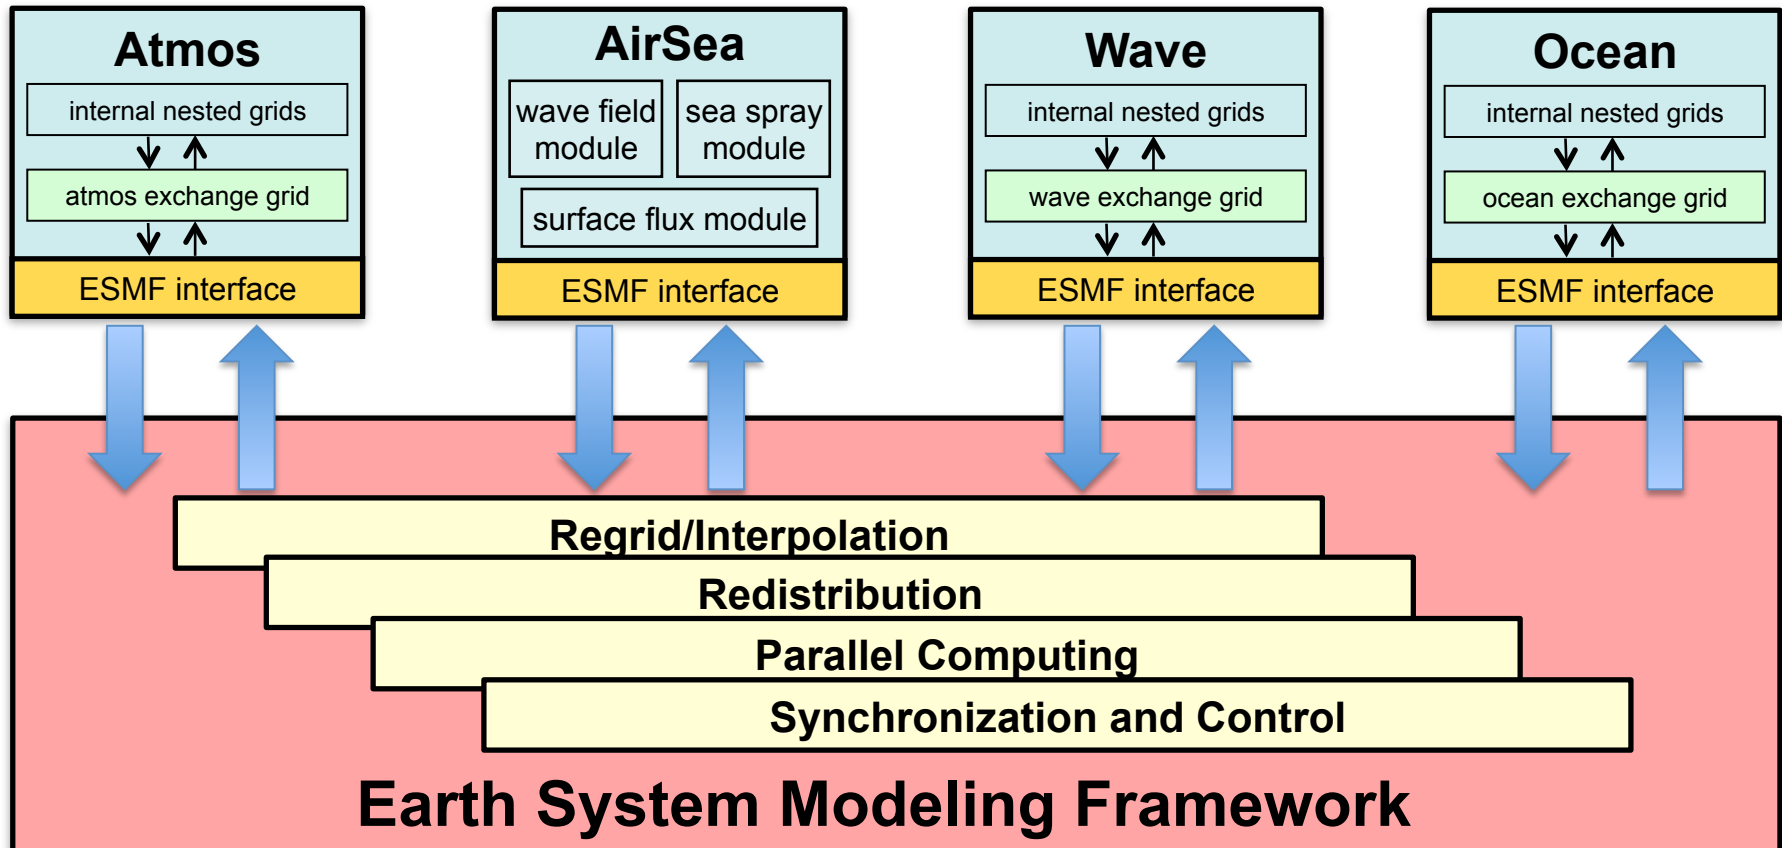 Atmos
internal nested grids
atmos exchange grid
ESMF interface
AirSea
wave field
module
sea spray
module
surface flux module
ESMF interface
Wave
internal nested grids
wave exchange grid
ESMF interface
Ocean
internal nested grids
ocean exchange grid
ESMF interface
Regrid/Interpolation
Redistribution
Parallel Computing
Synchronization and Control
Earth System Modeling Framework